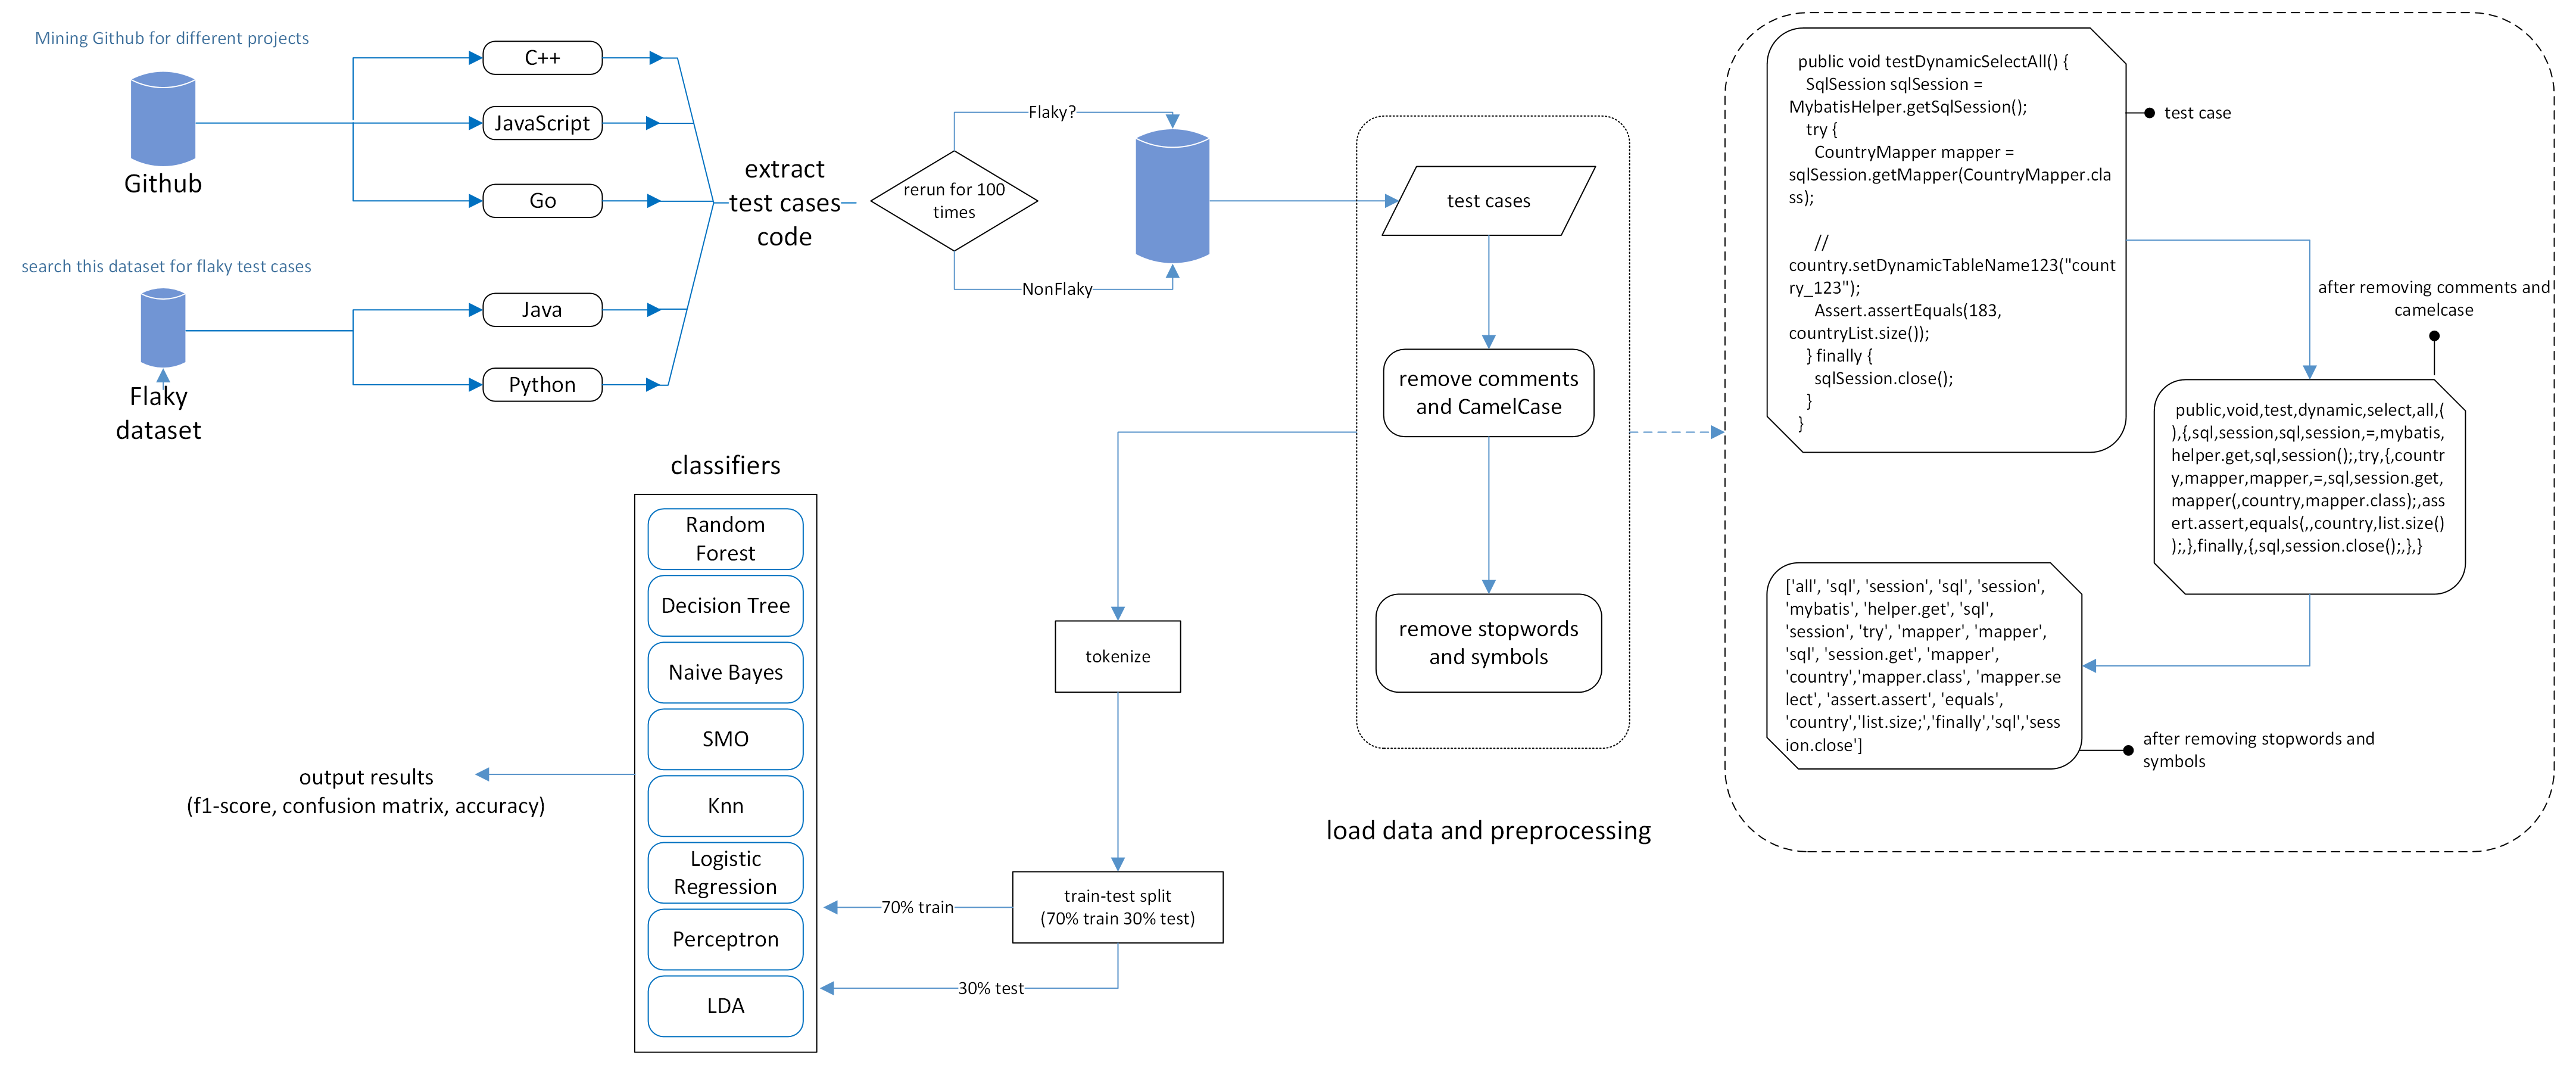 Mining Github for different projects
Github
search this dataset for flaky test cases
Flaky
dataset
C++
JavaScript
Go
Java
Python
extract
test cases
code
rerun for 100
times
Flaky?
NonFlaky
test cases
remove comments
and CamelCase
remove stopwords
and symbols
load data and preprocessing
public void testDynamicSelectAll() {
SqlSession sqlSession =
MybatisHelper.getSqlSession();
try {
CountryMapper mapper =
sqlSession.getMapper(CountryMapper.cla
ss);
//
country.setDynamicTableName123("count
ry_123");
Assert.assertEquals(183,
countryList.size());
} finally {
sqlSession.close();
}
}
test case
after removing comments and
camelcase
public,void,test,dynamic,select,all,(
),{,sql,session,sql,session,=,mybatis,
helper.get,sql,session();,try,{,countr
y,mapper,mapper,=,sql,session.get,
mapper(,country,mapper.class);,ass
ert.assert,equals(,,country,list.size()
);,},finally,{,sql,session.close();,},}
['all', 'sql', 'session', 'sql', 'session',
'mybatis', 'helper.get', 'sql',
'session', 'try', 'mapper', 'mapper',
'sql', 'session.get', 'mapper',
'country','mapper.class', 'mapper.se
lect', 'assert.assert', 'equals',
'country','list.size;','finally','sql','sess
ion.close']
after removing stopwords and
symbols
tokenize
train-test split
(70% train 30% test)
70% train
30% test
classifiers
Random
Forest
Decision Tree
Naive Bayes
SMO
Knn
Logistic
Regression
Perceptron
LDA
output results
(f1-score, confusion matrix, accuracy)